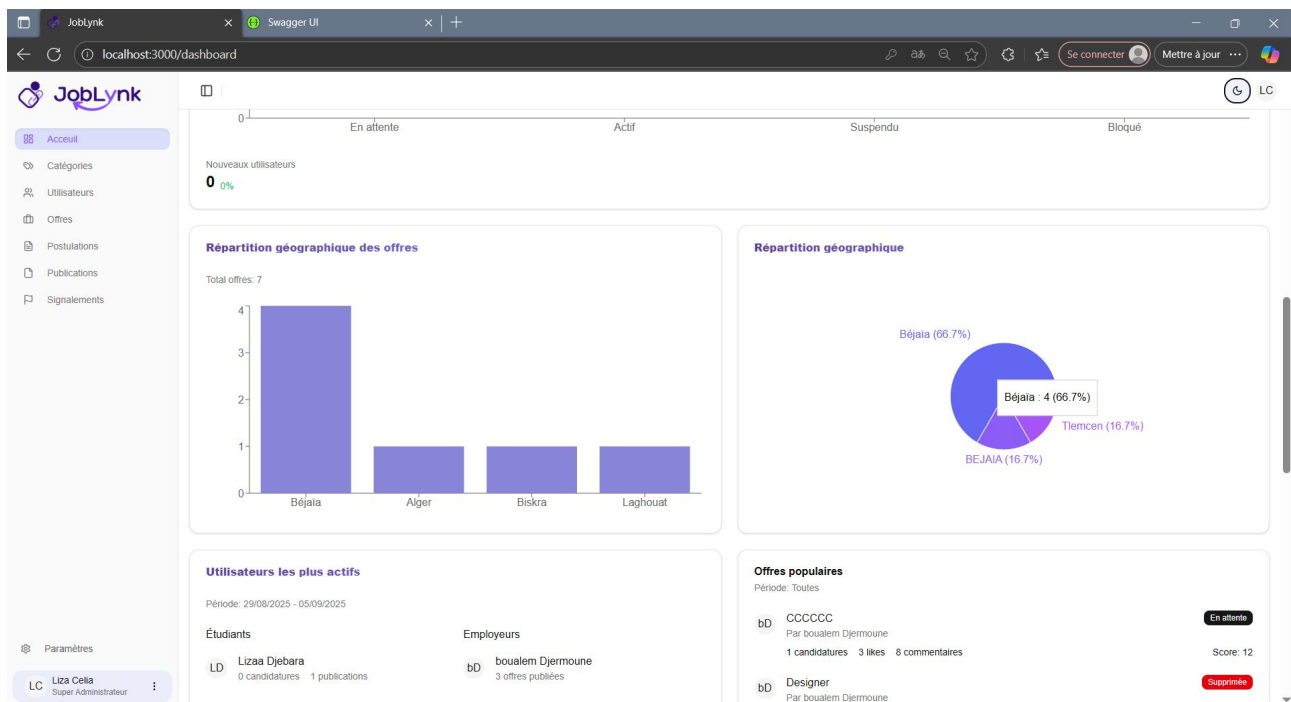 JobLynk
Swagger UI
localhost:3000/dashboard
Se connecter
Mettre à jour
JobLynk
LC
Acceuil
Catégories
Utilisateurs
Offres
Postulations
Publications
Signalements
Paramètres
LC
Liza Celia
Super Administrateur
0
En attente Actif Suspendu Bloqué
Nouveaux utilisateurs
0 0%
Répartition géographique des offres
Total offres: 7
4
3
2
1
0
Béjaïa Alger Biskra Laghouat
Répartition géographique
Béjaïa (66.7%)
Béjaïa : 4 (66.7%)
Tlemcen (16.7%)
BEJAIA (16.7%)
Utilisateurs les plus actifs
Période: 29/08/2025 - 05/09/2025
Étudiants
LD
Lizaa Djebara
0 candidatures 1 publications
Employeurs
bD
boualem Djermoune
3 offres publiées
Offres populaires
Période: Toutes
bD
CCCCCC
En attente
Par boualem Djermoune
1 candidatures 3 likes 8 commentaires
Score: 12
bD
Designer
Supprimée
Par boualem Djermoune